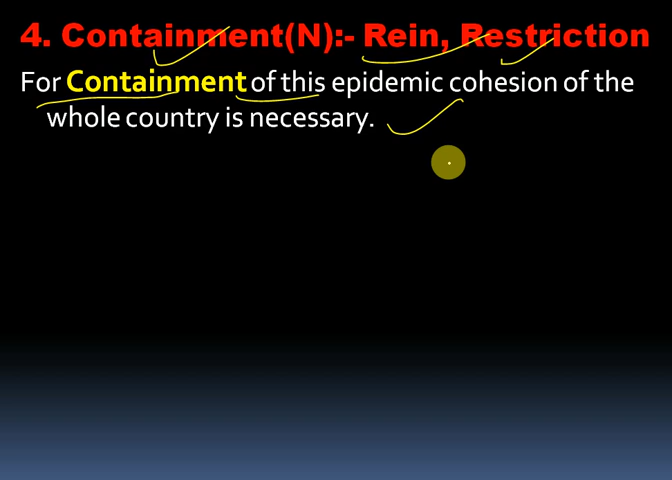 4. Containment(N):- Rein, Restriction
For Containment of this epidemic cohesion of the
whole country is necessary.